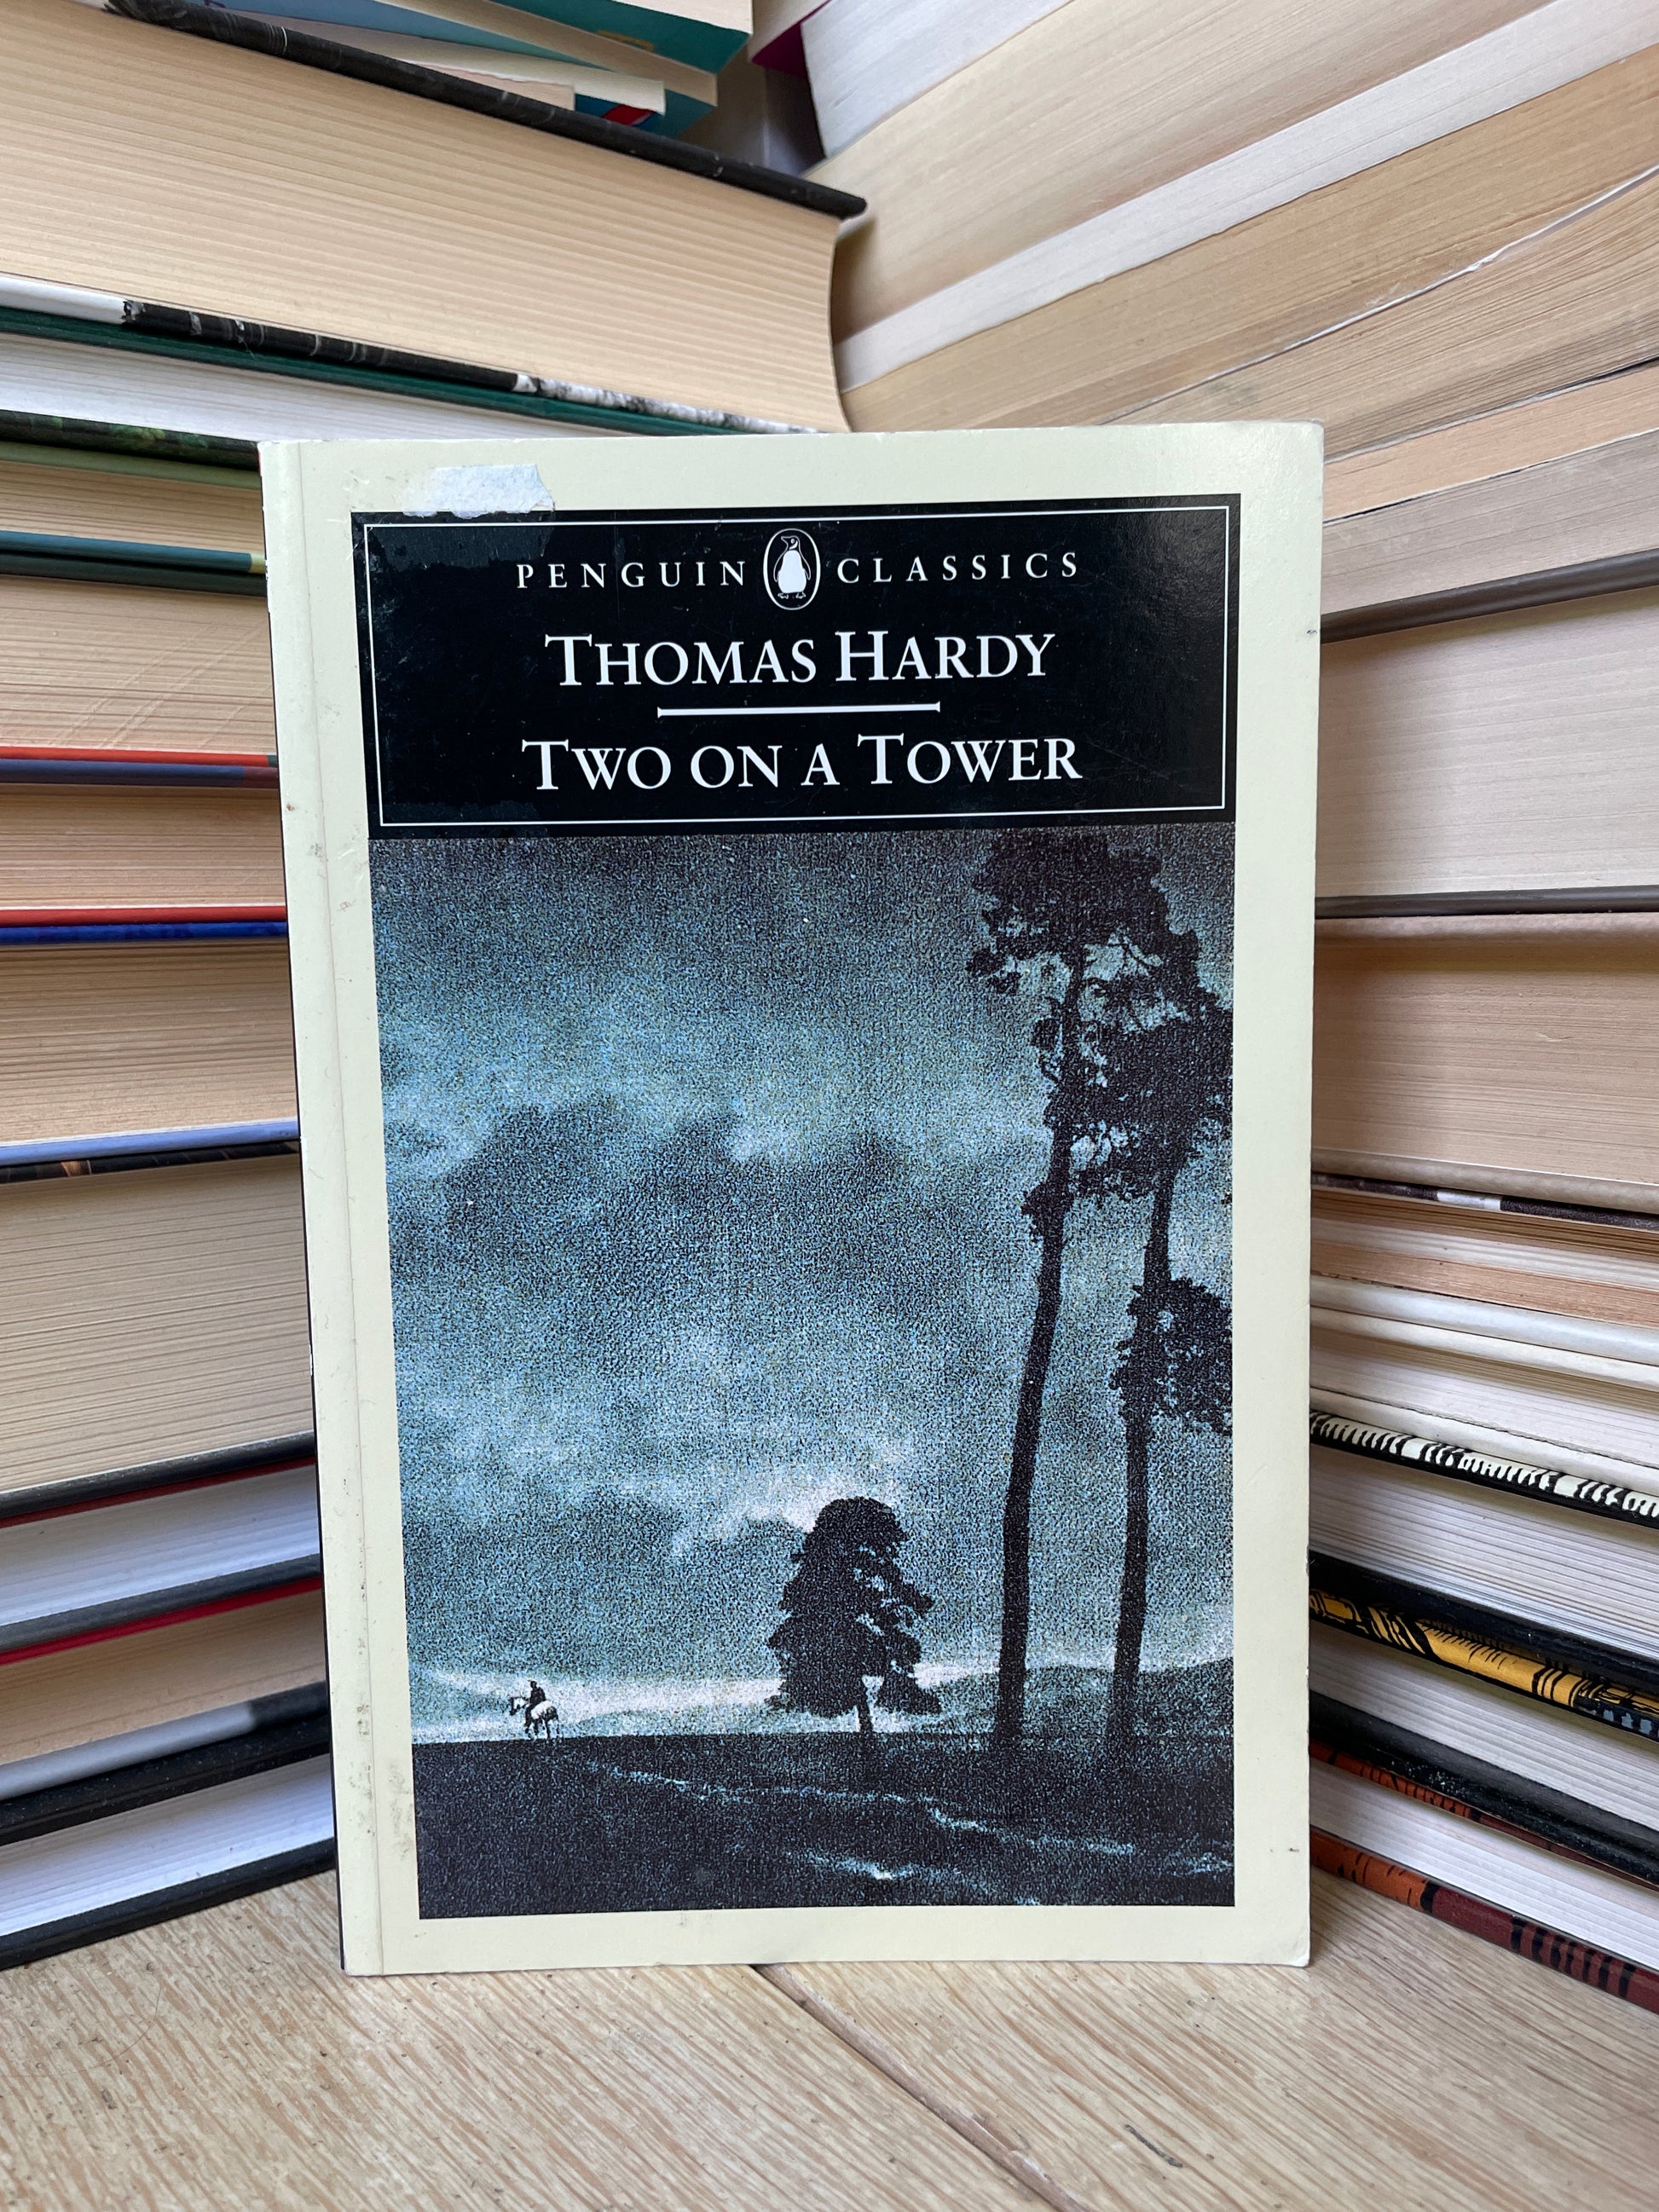 PENGUIN CLASSICS
THOMAS HARDY
TWO ON A TOWER